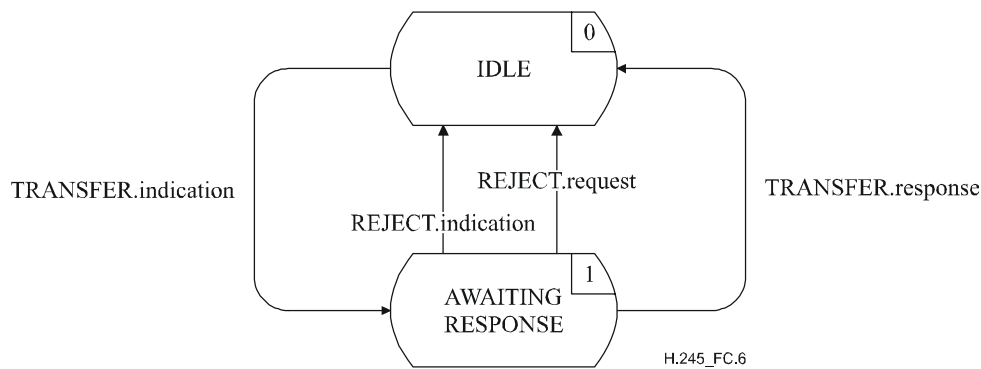 0
IDLE
TRANSFER.indication
REJECT.request
TRANSFER.response
REJECT.indication
1
AWAITING
RESPONSE
H.245_FC.6